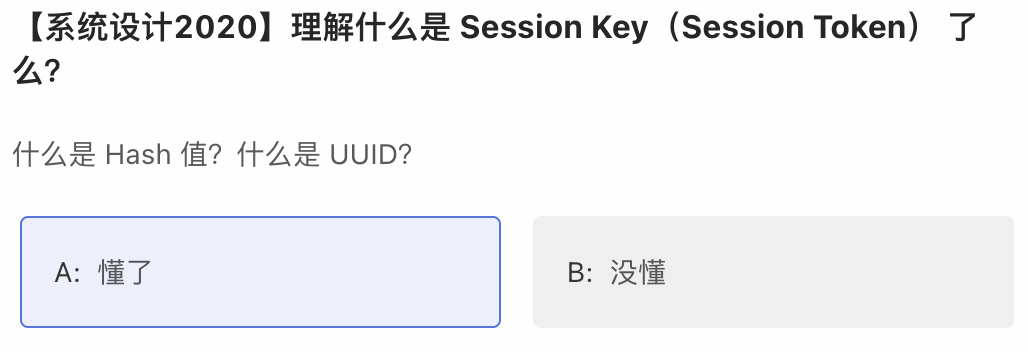 【系统设计2020】理解什么是 Session Key（Session Token） 了
么?
什么是 Hash 值？什么是 UUID？
A: 懂了
B: 没懂